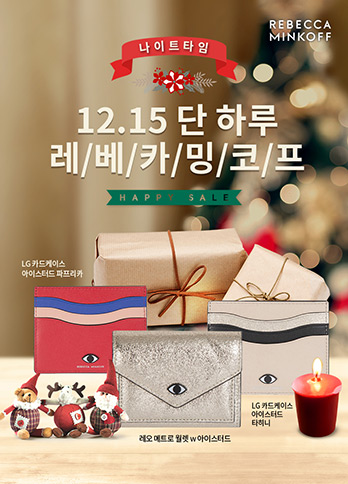 REBECCA
MINKOFF
나이트타임
12.15 단 하루
레/베/카/밍/코/프
HAPPY SALE
LG 카드케이스
아이스터드 파프리카
REBECCA MINKOFF
LG 카드케이스
아이스터드
타히니
레오 메트로 월렛 w 아이스터드